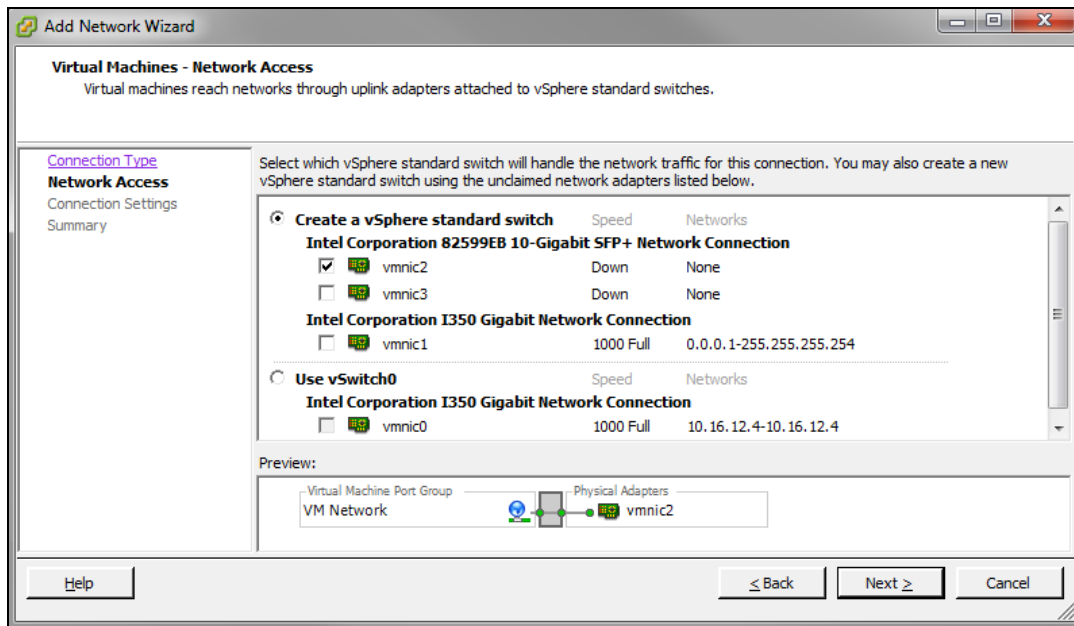 Add Network Wizard
Virtual Machines - Network Access
Virtual machines reach networks through uplink adapters attached to vSphere standard switches.
Connection Type
Network Access
Connection Settings
Summary
Select which vSphere standard switch will handle the network traffic for this connection. You may also create a new
vSphere standard switch using the unclaimed network adapters listed below.
Create a vSphere standard switch Speed Networks
Intel Corporation 82599EB 10-Gigabit SFP+ Network Connection
vmnic2 Down None
vmnic3 Down None
Intel Corporation I350 Gigabit Network Connection
vmnic1 1000 Full 0.0.0.1-255.255.255.254
Use vSwitch0 Speed Networks
Intel Corporation I350 Gigabit Network Connection
vmnic0 1000 Full 10.16.12.4-10.16.12.4
Preview:
Virtual Machine Port Group Physical Adapters
VM Network vmnic2
Help < Back Next > Cancel